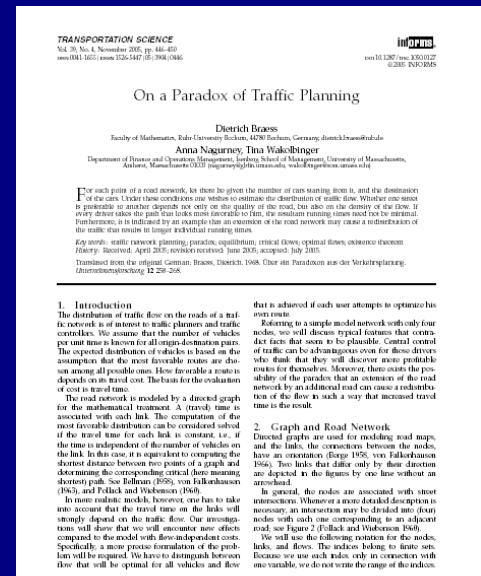 TRANSPORTATION SCIENCE
Vol. 39, No. 4, November 2005, pp. 446–450
issn 0041-1655 | eissn 1526-5447 | 05 | 3904 | 0446
informs
doi 10.1287/trsc.1050.0127
© 2005 INFORMS
On a Paradox of Traffic Planning
Dietrich Braess
Faculty of Mathematics, Ruhr-University Bochum, 44780 Bochum, Germany, dietrich.braess@rub.de
Anna Nagurney, Tina Wakolbinger
Department of Finance and Operations Management, Isenberg School of Management, University of Massachusetts,
Amherst, Massachusetts 01003 {nagurney@gbfin.umass.edu, wakolbinger@som.umass.edu}
For each point of a road network, let there be given the number of cars starting from it, and the destination
of the cars. Under these conditions one wishes to estimate the distribution of traffic flow. Whether one street
is preferable to another depends not only on the quality of the road, but also on the density of the flow. If
every driver takes the path that looks most favorable to him, the resultant running times need not be minimal.
Furthermore, it is indicated by an example that an extension of the road network may cause a redistribution of
the traffic that results in longer individual running times.
Key words: traffic network planning; paradox; equilibrium; critical flows; optimal flows; existence theorem
History: Received: April 2005; revision received: June 2005; accepted: July 2005.
Translated from the original German: Braess, Dietrich. 1968. Über ein Paradoxon aus der Verkehrsplanung.
Unternehmensforschung 12 258–268.
1. Introduction
The distribution of traffic flow on the roads of a traf-
fic network is of interest to traffic planners and traffic
controllers. We assume that the number of vehicles
per unit time is known for all origin-destination pairs.
The expected distribution of vehicles is based on the
assumption that the most favorable routes are cho-
sen among all possible ones. How favorable a route is
depends on its travel cost. The basis for the evaluation
of cost is travel time.
The road network is modeled by a directed graph
for the mathematical treatment. A (travel) time is
associated with each link. The computation of the
most favorable distribution can be considered solved
if the travel time for each link is constant, i.e., if
the time is independent of the number of vehicles on
the link. In this case, it is equivalent to computing the
shortest distance between two points of a graph and
determining the corresponding critical (here meaning
shortest) path. See Bellman (1958), von Falkenhausen
(1963), and Pollack and Wiebenson (1960).
In more realistic models, however, one has to take
into account that the travel time on the links will
strongly depend on the traffic flow. Our investiga-
tions will show that we will encounter new effects
compared to the model with flow-independent costs.
Specifically, a more precise formulation of the prob-
lem will be required. We have to distinguish between
flow that will be optimal for all vehicles and flow
that is achieved if each user attempts to optimize his
own route.
Referring to a simple model network with only four
nodes, we will discuss typical features that contra-
dict facts that seem to be plausible. Central control
of traffic can be advantageous even for those drivers
who think that they will discover more profitable
routes for themselves. Moreover, there exists the pos-
sibility of the paradox that an extension of the road
network by an additional road can cause a redistribu-
tion of the flow in such a way that increased travel
time is the result.
2. Graph and Road Network
Directed graphs are used for modeling road maps,
and the links, the connections between the nodes,
have an orientation (Berge 1958, von Falkenhausen
1966). Two links that differ only by their direction
are depicted in the figures by one line without an
arrowhead.
In general, the nodes are associated with street
intersections. Whenever a more detailed description is
necessary, an intersection may be divided into (four)
nodes with each one corresponding to an adjacent
road; see Figure 2 (Pollack and Wiebenson 1960).
We will use the following notation for the nodes,
links, and flows. The indices belong to finite sets.
Because we use each index only in connection with
one variable, we do not write the range of the indices.